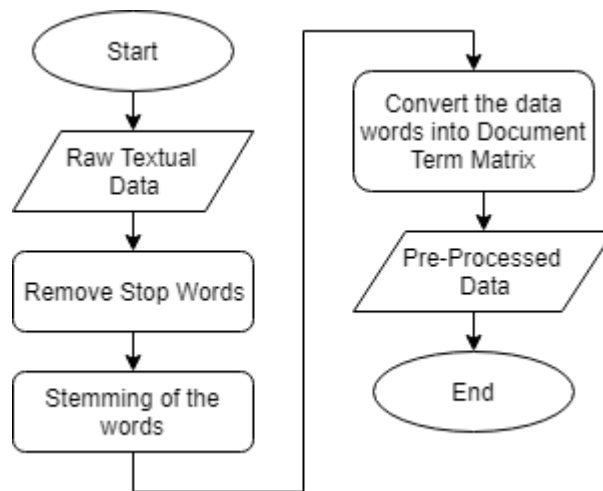 Start
Raw Textual
Data
Remove Stop Words
Stemming of the
words
Convert the data
words into Document
Term Matrix
Pre-Processed
Data
End